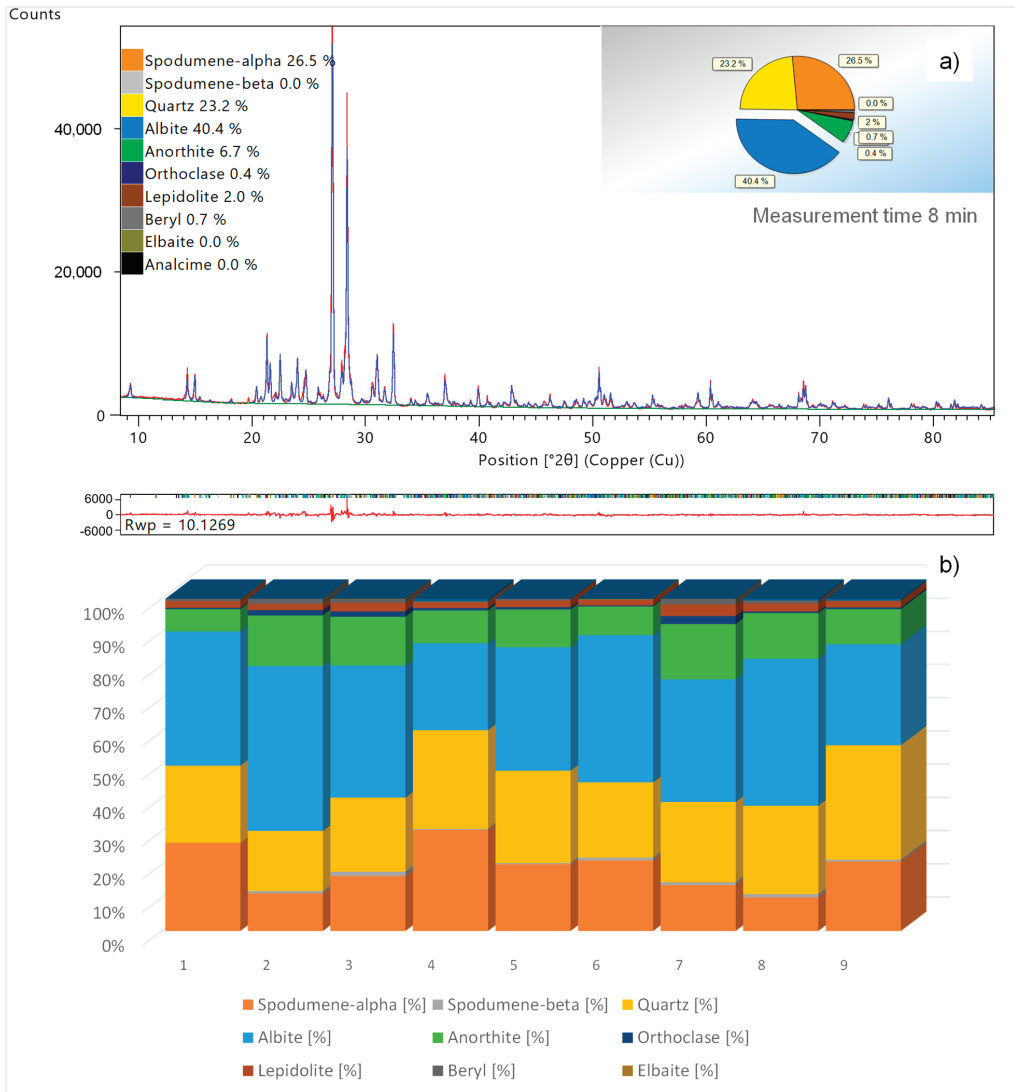 Counts
a)
Spodumene-alpha 26.5 %
Spodumene-beta 0.0 %
Quartz 23.2 %
Albite 40.4 %
Anorthite 6.7 %
Orthoclase 0.4 %
Lepidolite 2.0 %
Beryl 0.7 %
Elbaite 0.0 %
Analcime 0.0 %
23.2 %
26.5 %
0.0 %
2 %
0.7 %
0.4 %
40.4 %
Measurement time 8 min
40,000
20,000
0
10 20 30 40 50 60 70 80
Position [°2θ] (Copper (Cu))
6000
0
-6000
Rwp = 10.1269
b)
100%
90%
80%
70%
60%
50%
40%
30%
20%
10%
0%
1 2 3 4 5 6 7 8 9
Spodumene-alpha [%] Spodumene-beta [%] Quartz [%]
Albite [%] Anorthite [%] Orthoclase [%]
Lepidolite [%] Beryl [%] Elbaite [%]